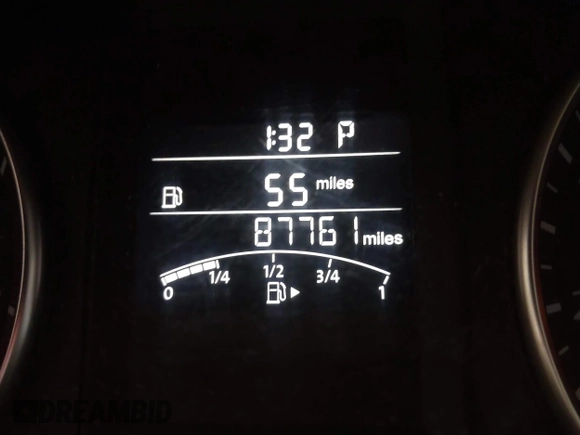 1:32 P
55 miles
87761 miles
0 1/4 1/2 3/4 1
DREAMBID